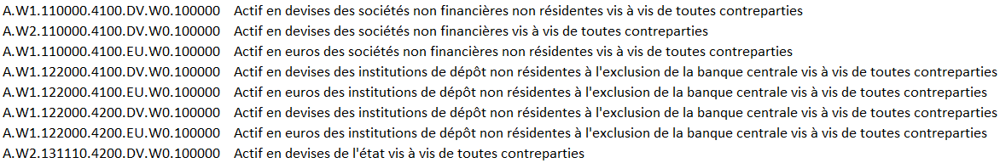 A.W1.110000.4100.DV.W0.100000 Actif en devises des sociétés non financières non résidentes vis à vis de toutes contreparties
A.W2.110000.4100.DV.W0.100000 Actif en devises des sociétés non financières vis à vis de toutes contreparties
A.W1.110000.4100.EU.W0.100000 Actif en euros des sociétés non financières non résidentes vis à vis de toutes contreparties
A.W1.122000.4100.DV.W0.100000 Actif en devises des institutions de dépôt non résidentes à l'exclusion de la banque centrale vis à vis de toutes contreparties
A.W1.122000.4100.EU.W0.100000 Actif en euros des institutions de dépôt non résidentes à l'exclusion de la banque centrale vis à vis de toutes contreparties
A.W1.122000.4200.DV.W0.100000 Actif en devises des institutions de dépôt non résidentes à l'exclusion de la banque centrale vis à vis de toutes contreparties
A.W1.122000.4200.EU.W0.100000 Actif en euros des institutions de dépôt non résidentes à l'exclusion de la banque centrale vis à vis de toutes contreparties
A.W2.131110.4200.DV.W0.100000 Actif en devises de l'état vis à vis de toutes contreparties